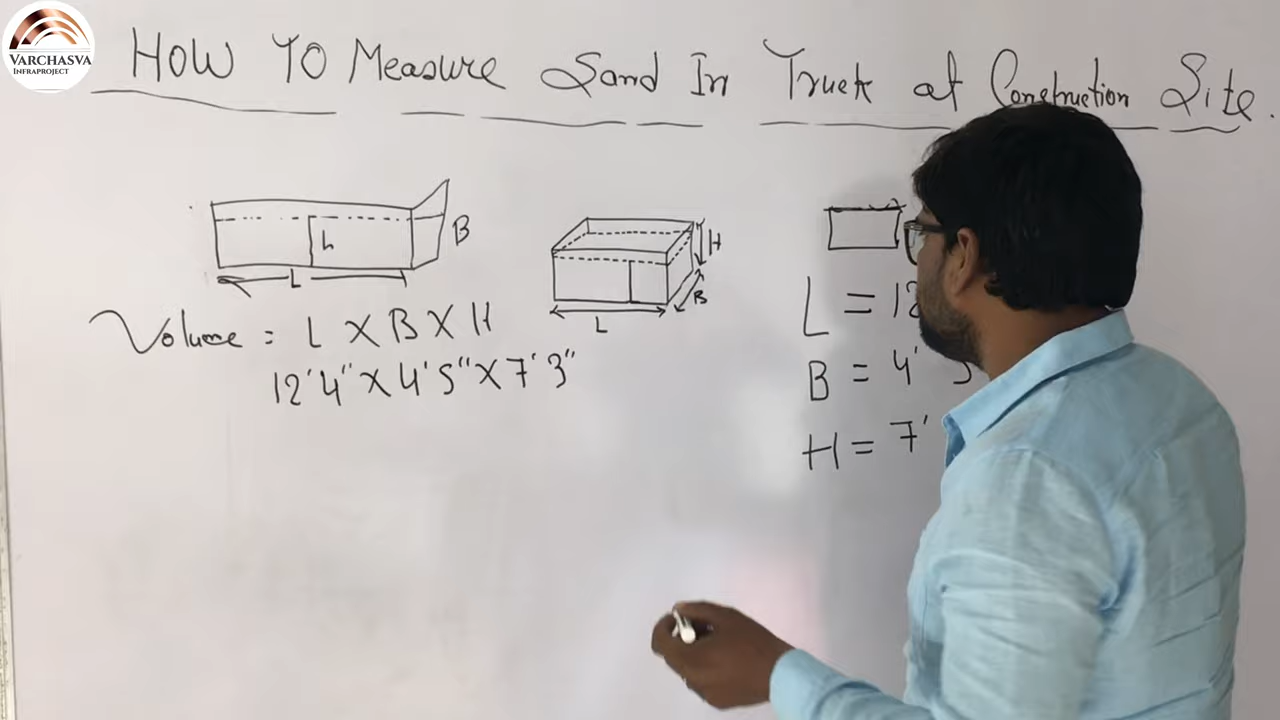 VARCHASVA
INFRAPROJECT
HOW TO Measure Sand In Truck at Construction Site.
h
B
L
H
B
L
Volume = L X B X H
12'4" X 4'5" X 7'3"
L = 12
B = 4' 5
H = 7'